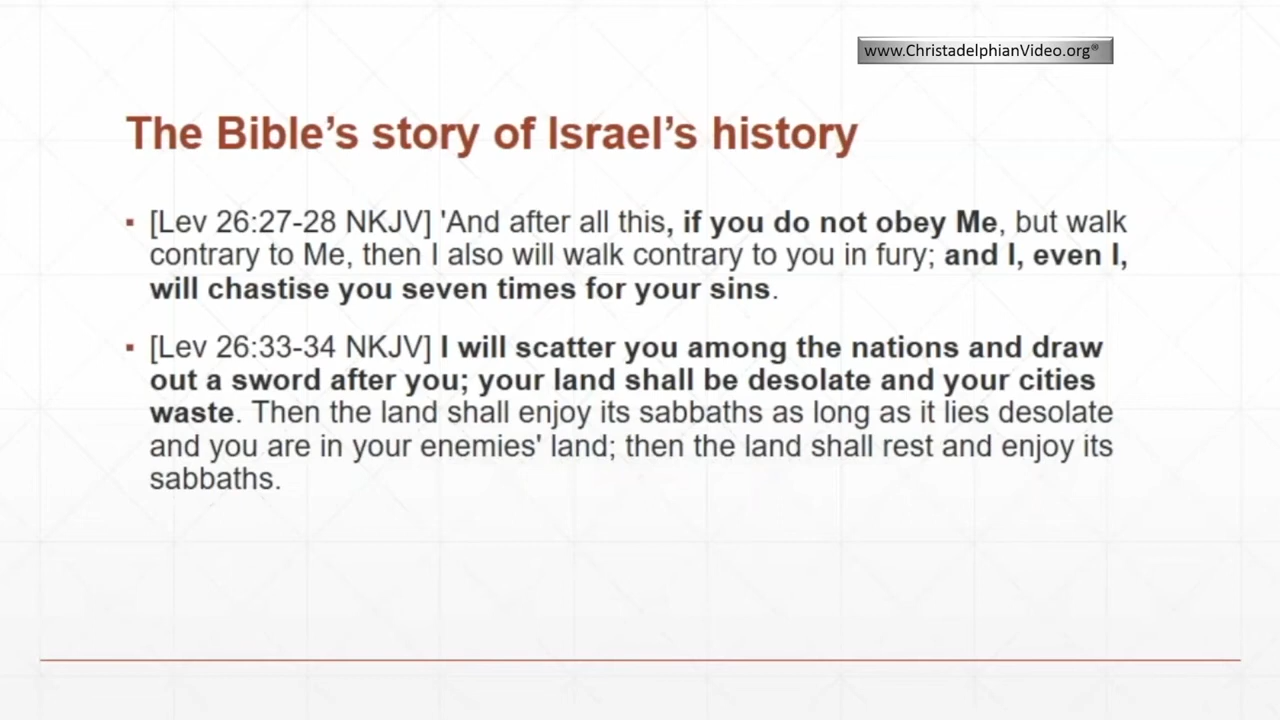 www.ChristadelphianVideo.org®
The Bible’s story of Israel’s history
▪ [Lev 26:27-28 NKJV] 'And after all this, if you do not obey Me, but walk
contrary to Me, then I also will walk contrary to you in fury; and I, even I,
will chastise you seven times for your sins.
▪ [Lev 26:33-34 NKJV] I will scatter you among the nations and draw
out a sword after you; your land shall be desolate and your cities
waste. Then the land shall enjoy its sabbaths as long as it lies desolate
and you are in your enemies' land; then the land shall rest and enjoy its
sabbaths.